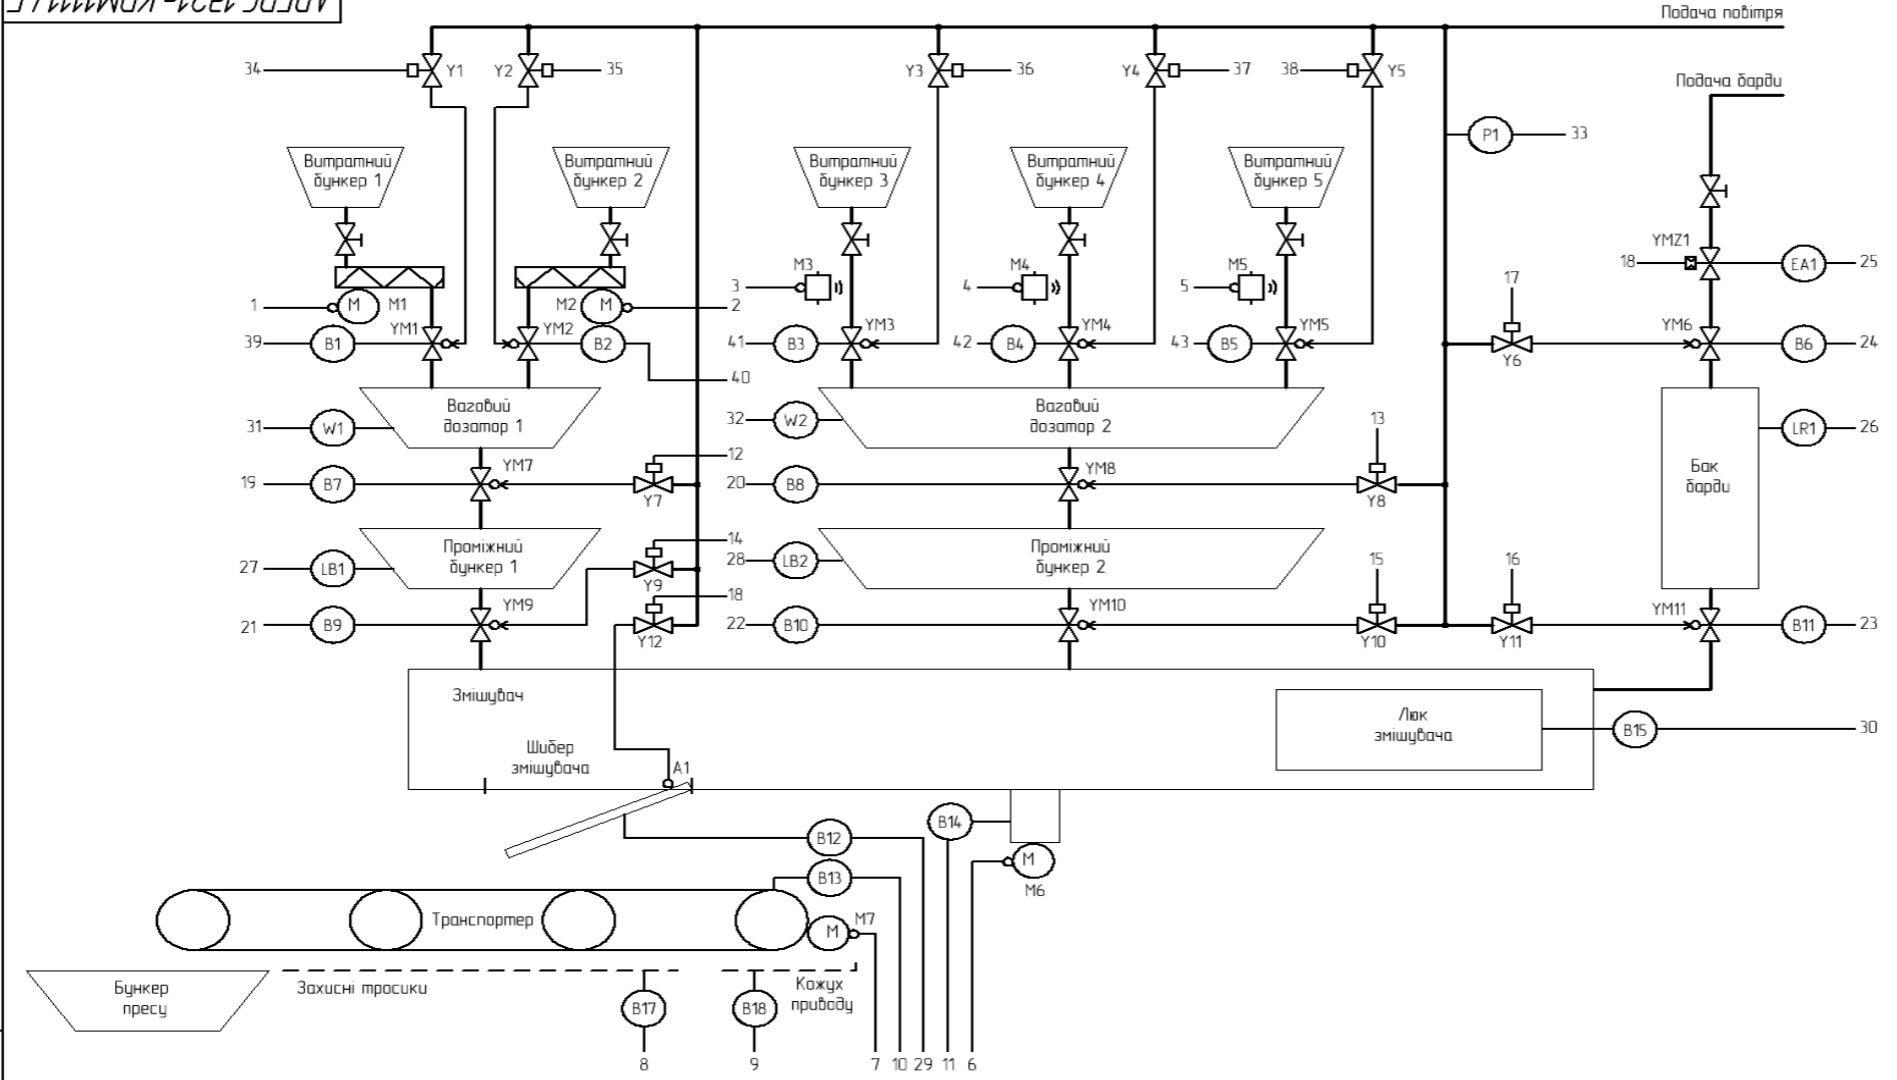 Подача повітря
34 Y1 Y2 35 Y3 36 Y4 37 38 Y5
Подача барди
P1 33
Витратний
бункер 1
Витратний
бункер 2
Витратний
бункер 3
Витратний
бункер 4
Витратний
бункер 5
YMZ1
18 EA1 25
M3 M4 M5
3 4 5 17
1 M M1 M2 M 2
YM1 YM2 YM3 YM4 YM5 YM6
39 B1 B2 41 B3 42 B4 43 B5 Y6 B6 24
40
Ваговий
дозатор 1
Ваговий
дозатор 2
31 W1 32 W2 13 LR1 26
12
YM7 YM8
19 B7 Y7 20 B8 Y8
Бак
барди
14
Проміжний
бункер 1
Проміжний
бункер 2
27 LB1 Y9 28 LB2 15 16
18
YM9 YM10 YM11
21 B9 Y12 22 B10 Y10 Y11 B11 23
Змішувач
Люк
змішувача
B15 30
Шибер
змішувача
A1
B12 B14
B13 M
M6
Транспортер M M7
Бункер
пресу
Захисні тросики
Кожух
приводу
B17 B18
8 9 7 10 29 11 6